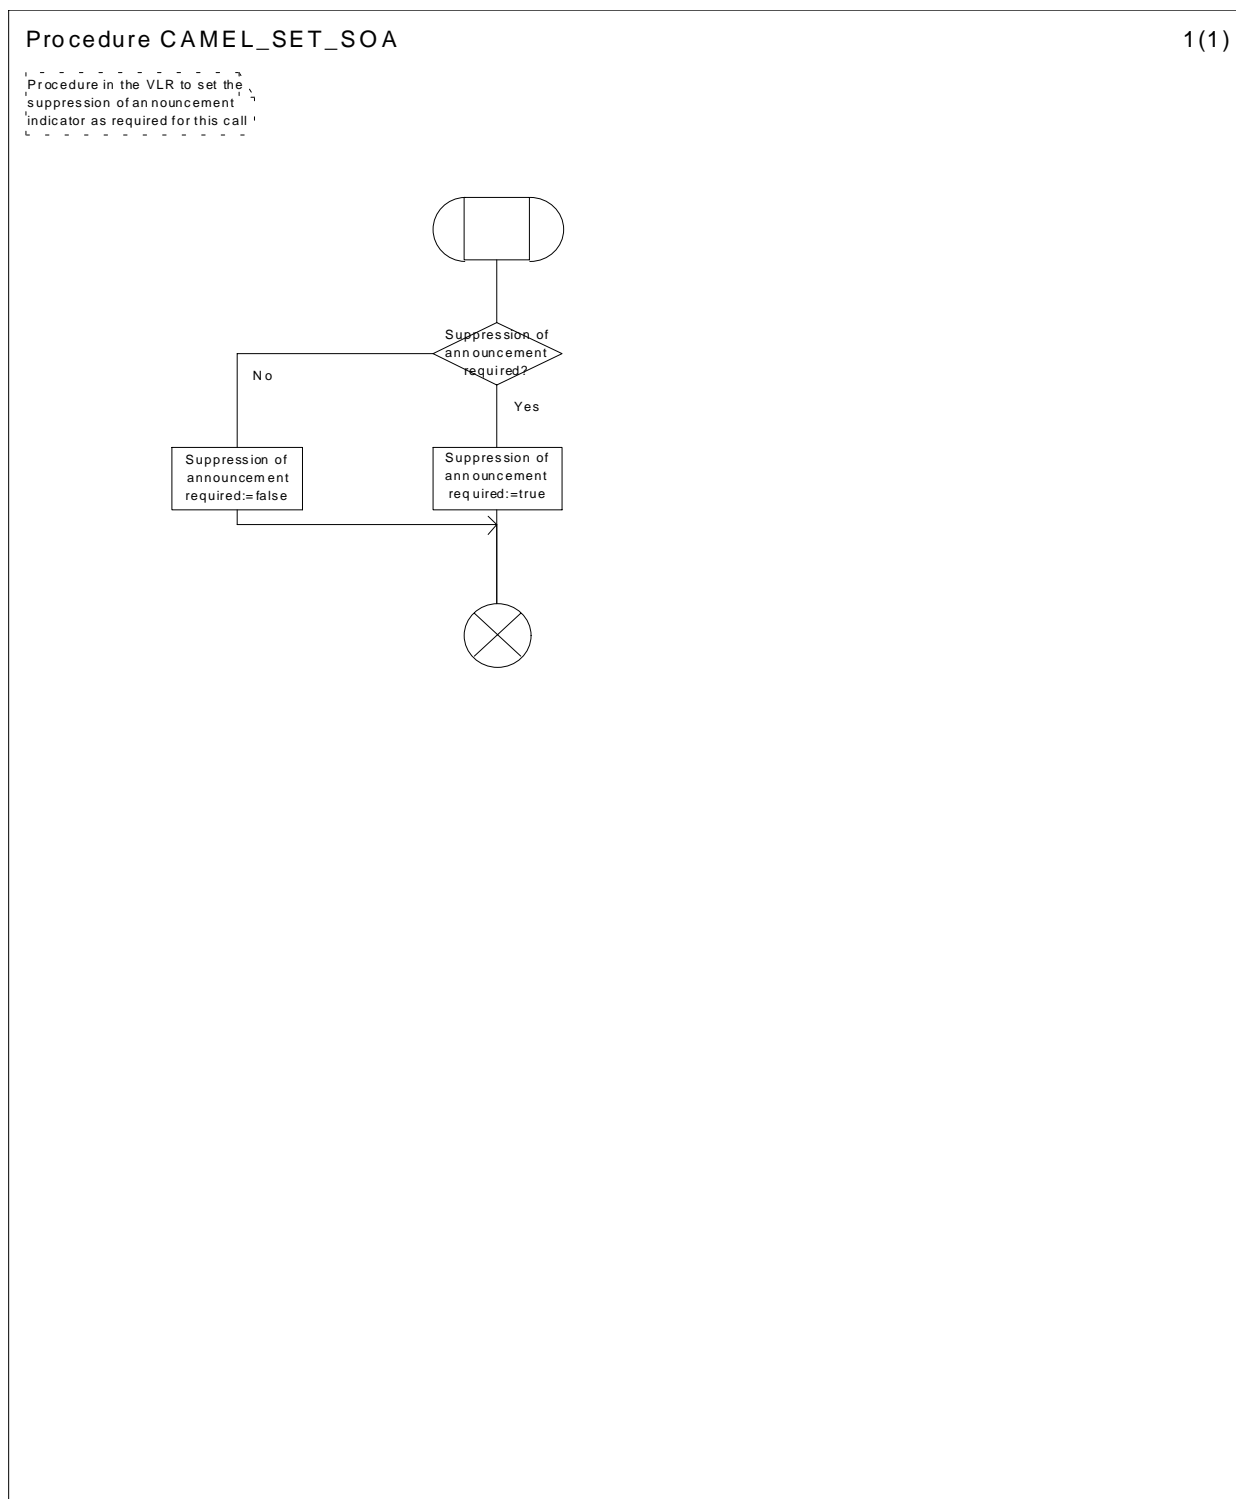 Procedure CAMEL_SET_SOA
1(1)
Procedure in the VLR to set the
suppression of announcement
indicator as required for this call
Suppression of
announcement
required?
No
Yes
Suppression of
announcement
required:=false
Suppression of
announcement
required:=true